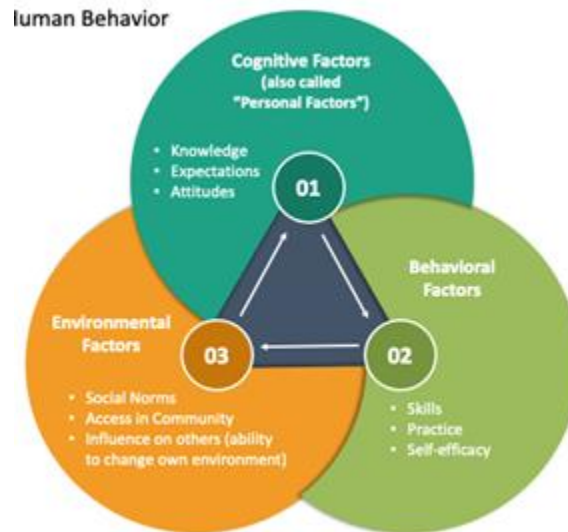 Human Behavior
Cognitive Factors
(also called
"Personal Factors")
• Knowledge
• Expectations
• Attitudes
01
Behavioral
Factors
Environmental
Factors
03
02
• Social Norms
• Access in Community
• Influence on others (ability
to change own environment)
• Skills
• Practice
• Self-efficacy